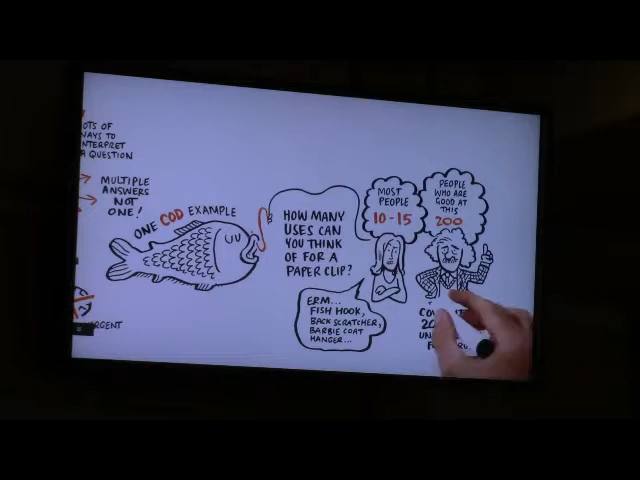 OTS OF
WAYS TO
NTERPRET
A QUESTION
MULTIPLE
ANSWERS
NOT
ONE!
ONE COD EXAMPLE
HOW MANY
USES CAN
YOU THINK
OF FOR A
PAPER CLIP?
MOST
PEOPLE
10-15
PEOPLE
WHO ARE
GOOD AT
THIS
200
ERM...
FISH HOOK,
BACK SCRATCHER,
BARBIE COAT
HANGER...